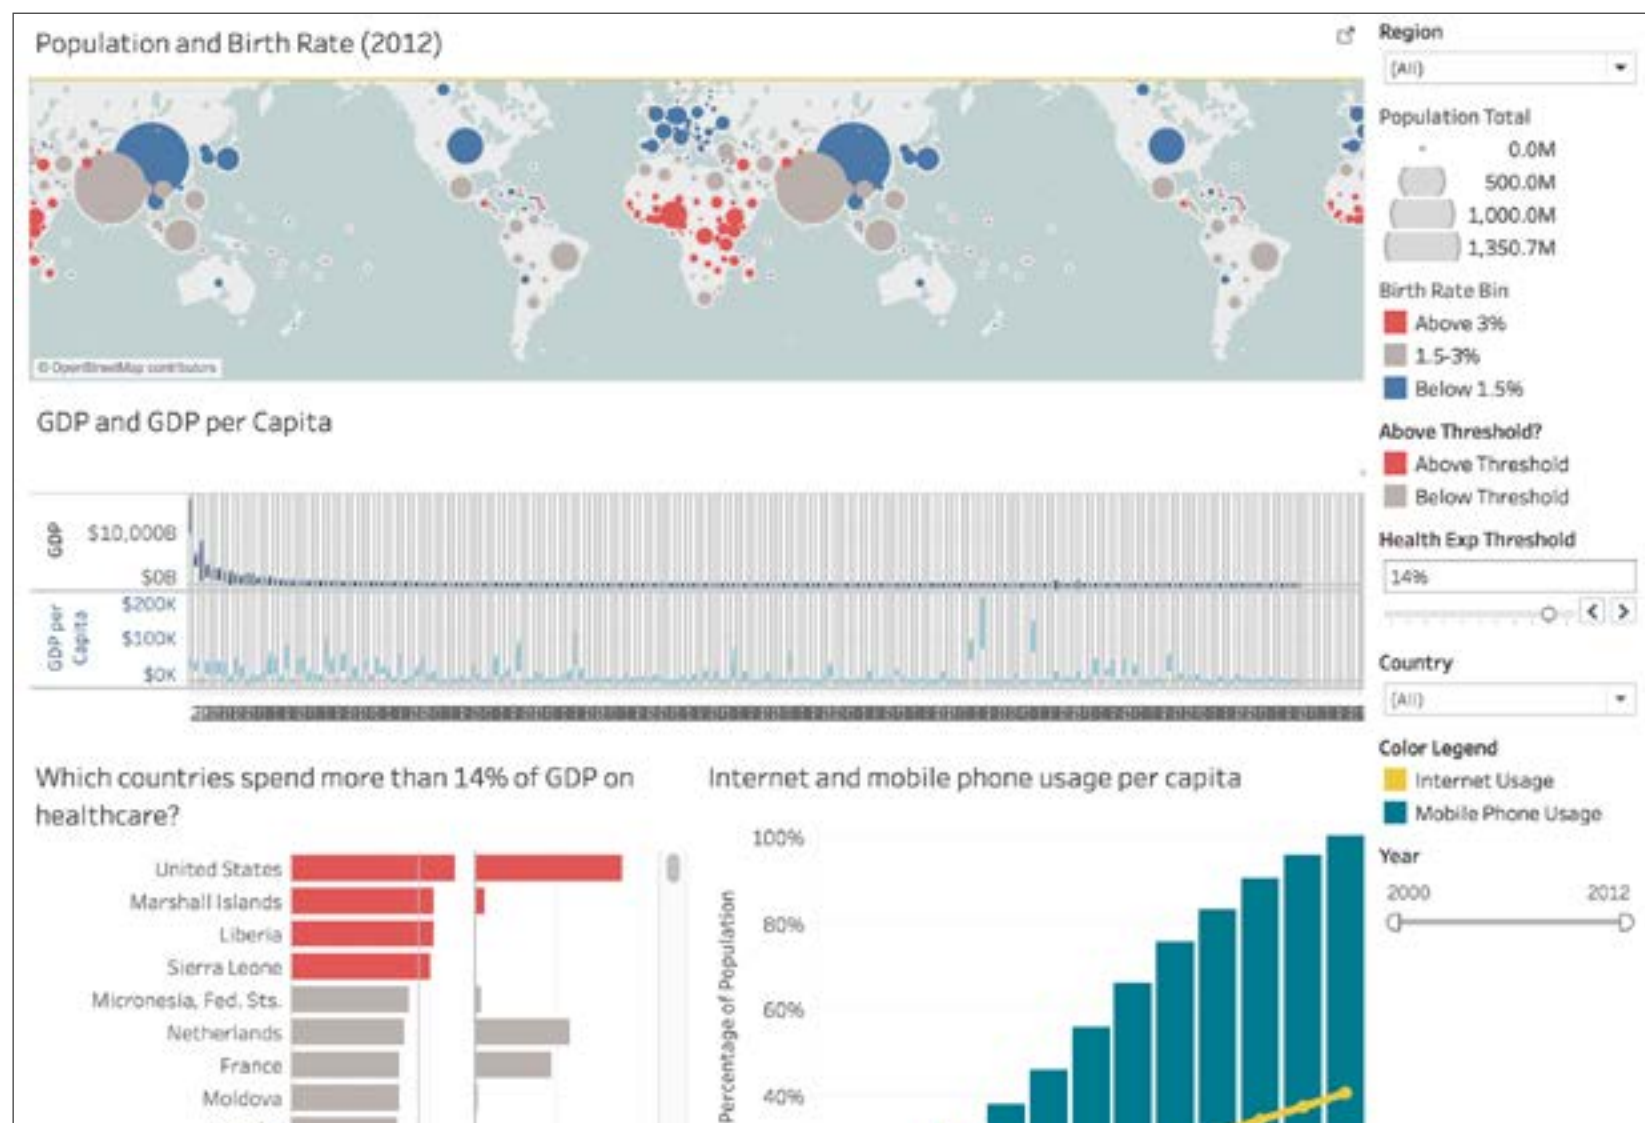 Population and Birth Rate (2012)
© OpenStreetMap contributors
GDP and GDP per Capita
GDP
$10,000B
$0B
GDP per
Capita
$200K
$100K
$0K
Which countries spend more than 14% of GDP on
healthcare?
United States
Marshall Islands
Liberia
Sierra Leone
Micronesia, Fed. Sts.
Netherlands
France
Moldova
Internet and mobile phone usage per capita
Percentage of Population
100%
80%
60%
40%
Region
(All)
Population Total
0.0M
500.0M
1,000.0M
1,350.7M
Birth Rate Bin
Above 3%
1.5-3%
Below 1.5%
Above Threshold?
Above Threshold
Below Threshold
Health Exp Threshold
14%
Country
(All)
Color Legend
Internet Usage
Mobile Phone Usage
Year
2000 2012